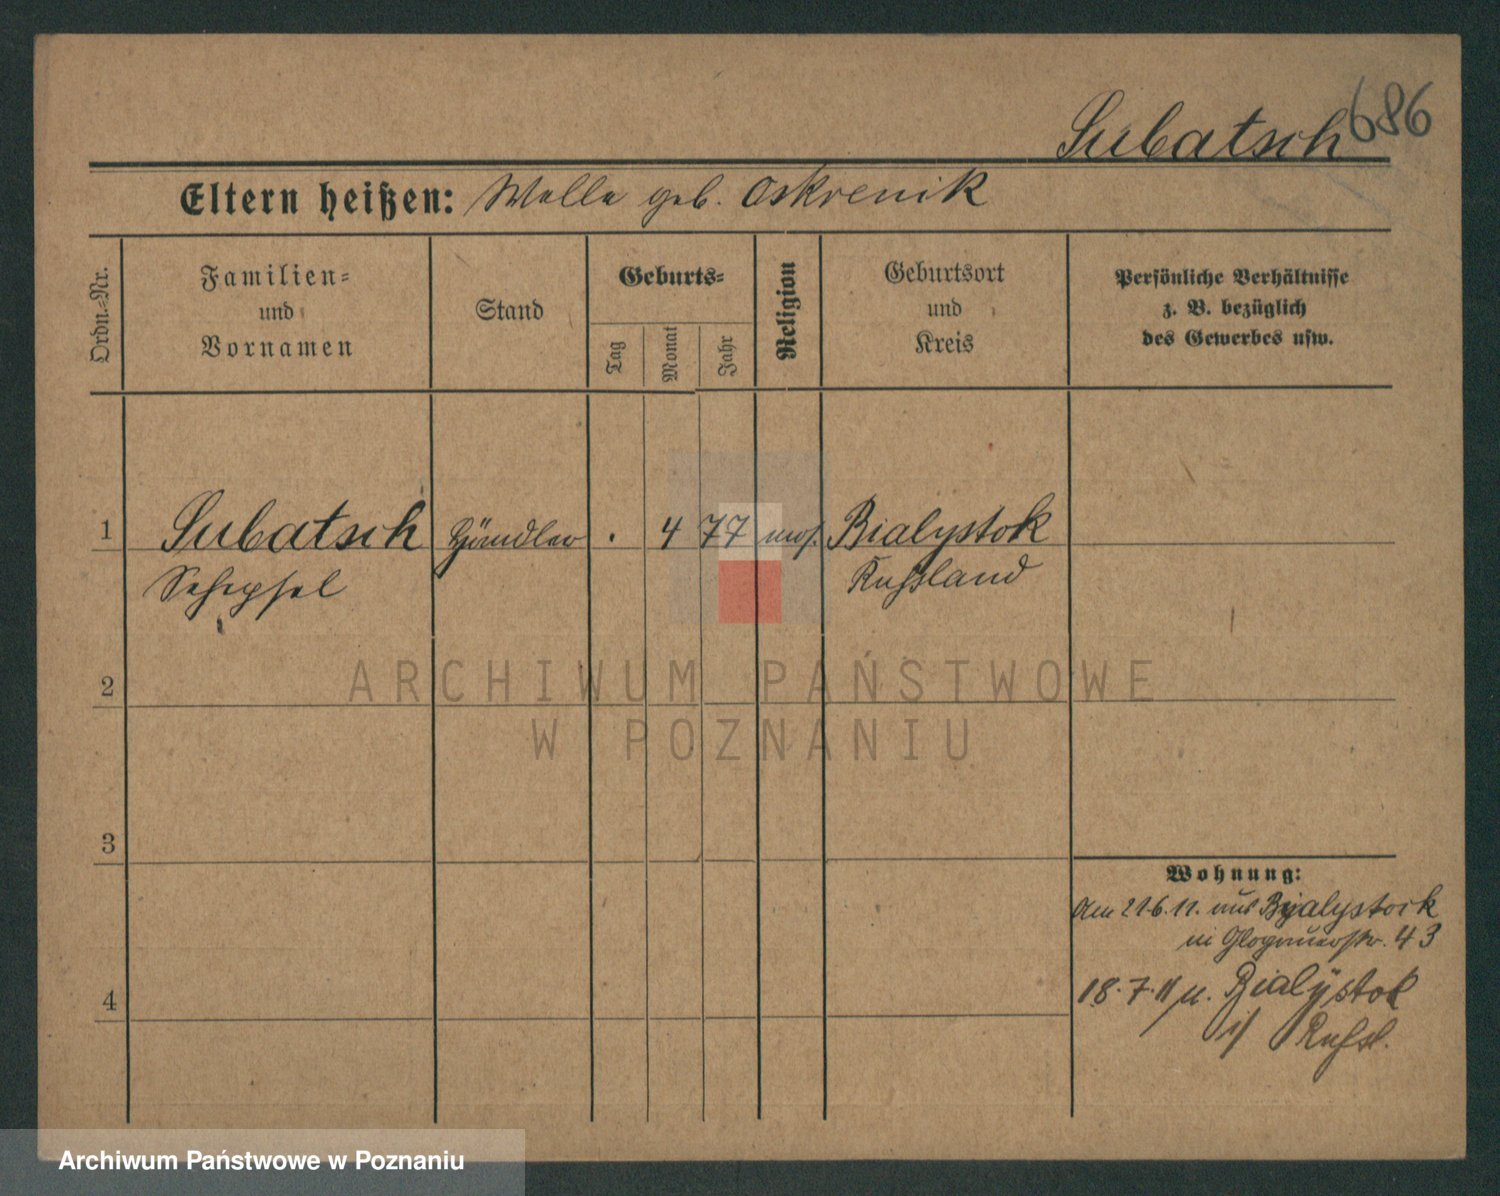 Subatsch 686
Eltern heißen: Wolle geb. Oskrenik
Ordn.=Nr.
Familien=
und
Vornamen
Stand
Geburts=
Tag
Monat
Jahr
Religion
Geburtsort
und
Kreis
Persönliche Verhältnisse
z. B. bezüglich
des Gewerbes usw.
1 Subatsch Händler . 4 77 mos. Bialystok
Russland
2
3
4
Wohnung:
Am 21.6.11. aus Byalystock
in Glogauerstr. 43
18.7.11 n. Bialystok
i/ Russl.
ARCHIWUM PAŃSTWOWE
W POZNANIU
Archiwum Państwowe w Poznaniu